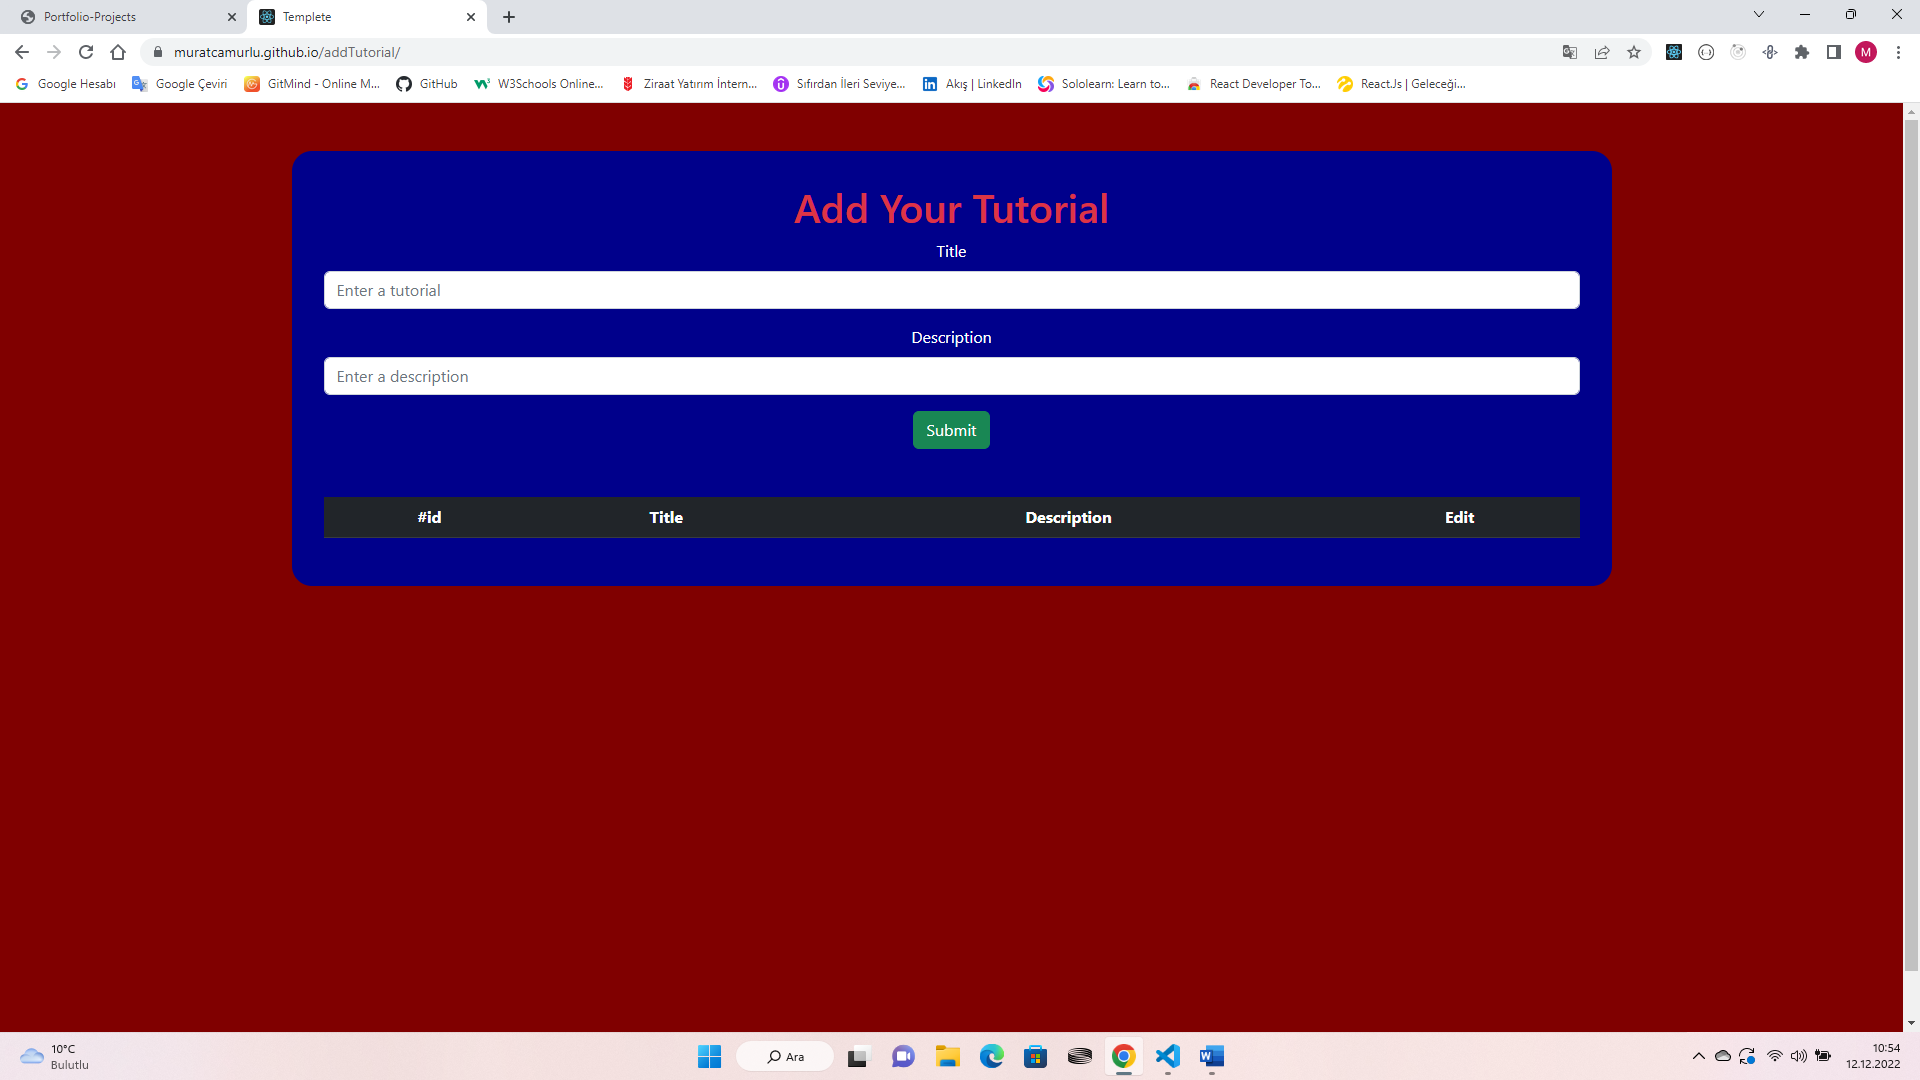 Portfolio-Projects
Templete
muratcamurlu.github.io/addTutorial/
M
Google Hesabı
Google Çeviri
GitMind - Online M...
GitHub
W3Schools Online...
Ziraat Yatırım İntern...
Sıfırdan İleri Seviye...
Akış | LinkedIn
Sololearn: Learn to...
React Developer To...
React.Js | Geleceği...
Add Your Tutorial
Title
Enter a tutorial
Description
Enter a description
Submit
#id Title Description Edit
10°C
Bulutlu
Ara
10:54
12.12.2022